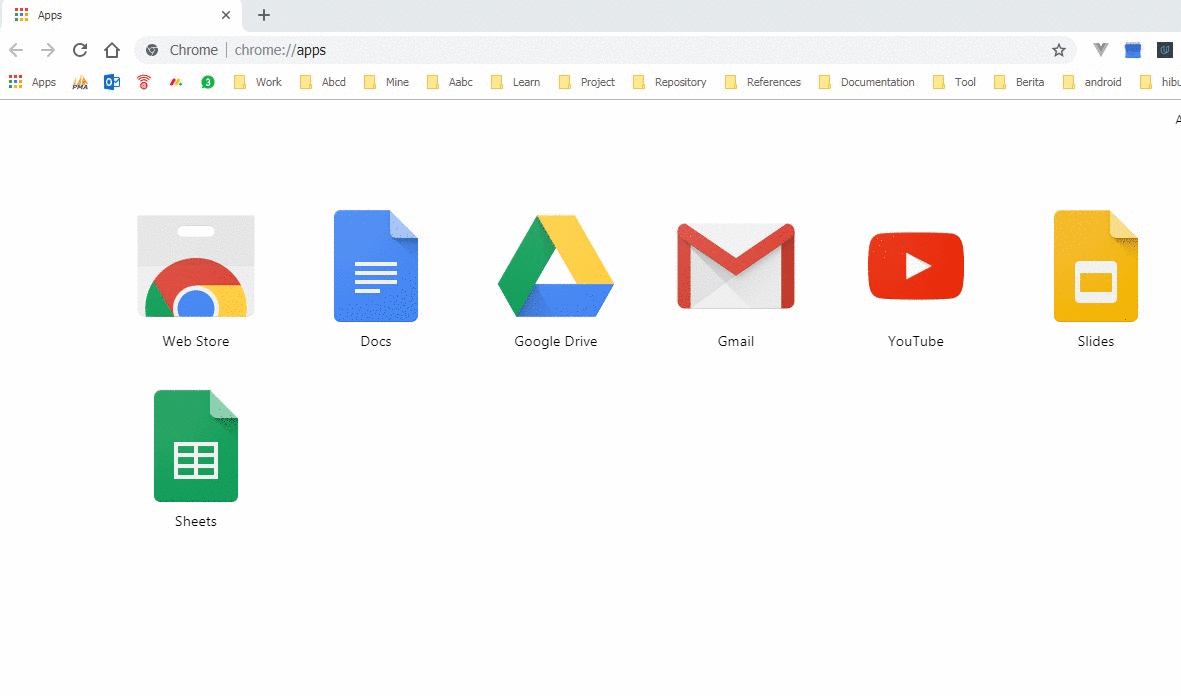 Apps
Chrome | chrome://apps
Apps PMA 3 Work Abcd Mine Aabc Learn Project Repository References Documentation Tool Berita android hibu
A
Web Store Docs Google Drive Gmail YouTube Slides
Sheets